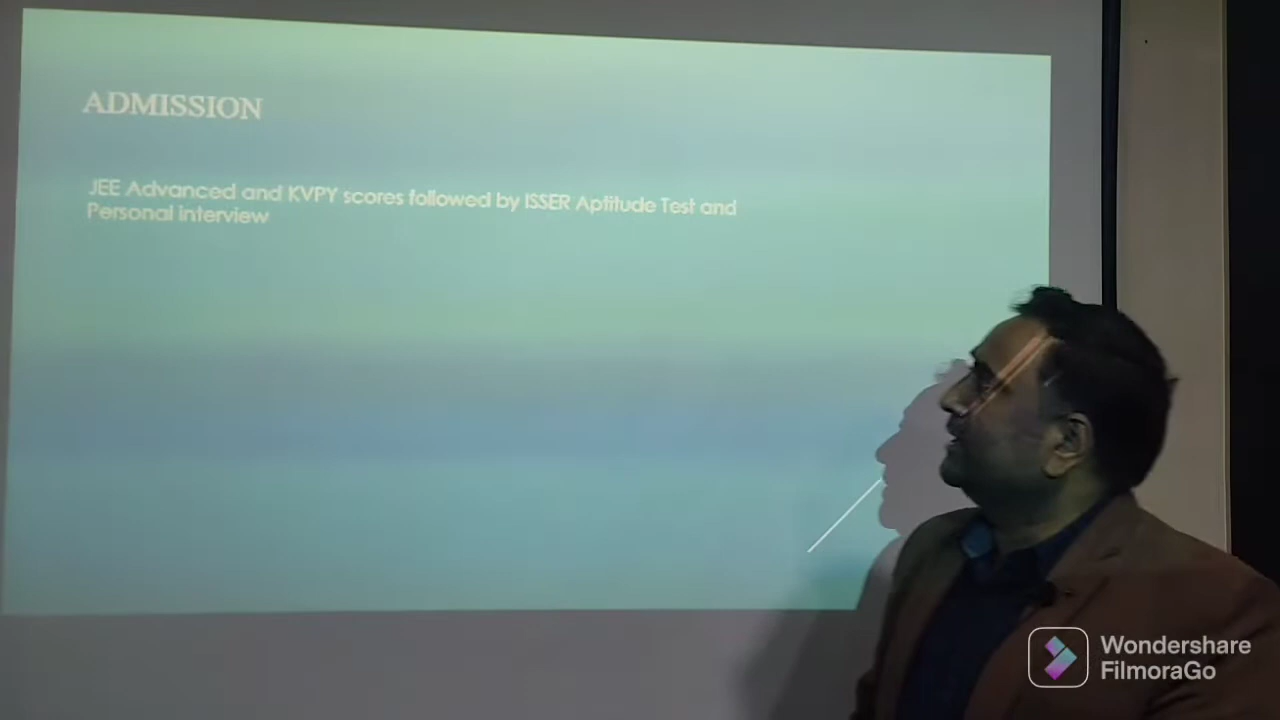 ADMISSION
JEE Advanced and KVPY scores followed by ISSER Aptitude Test and
Personal interview
Wondershare
FilmoraGo